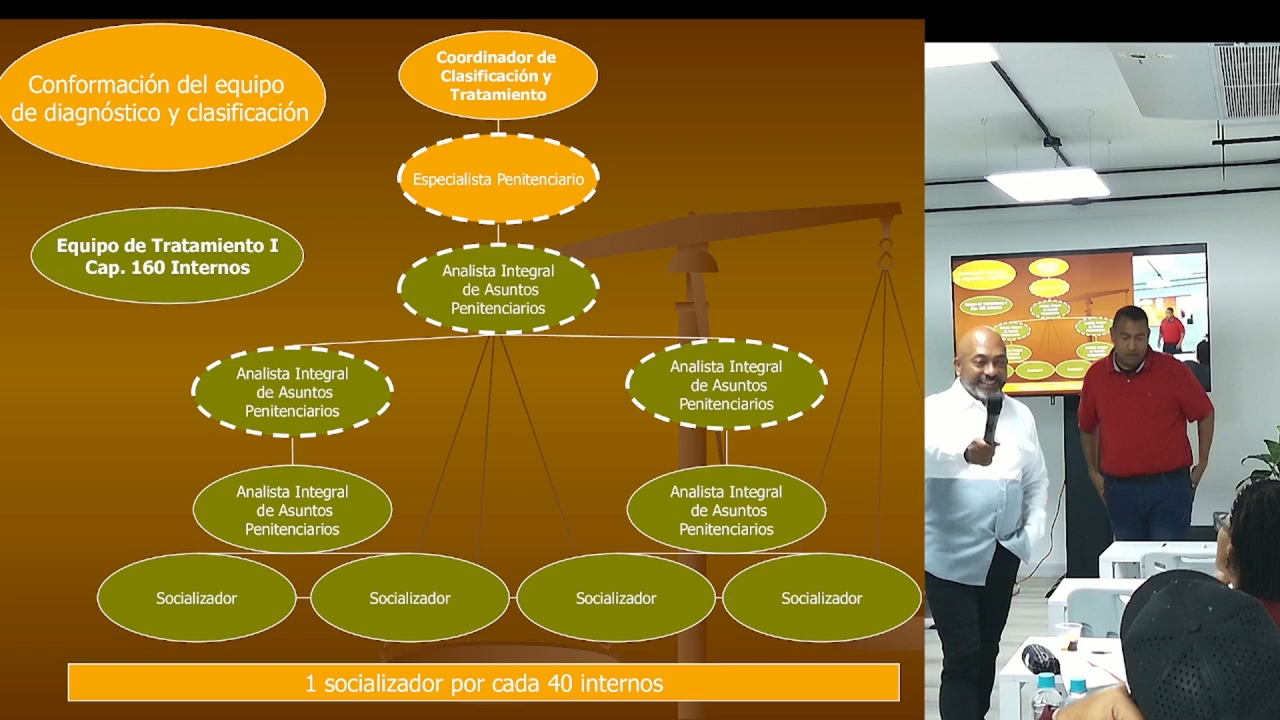 Conformación del equipo
de diagnóstico y clasificación
Coordinador de
Clasificación y
Tratamiento
Especialista Penitenciario
Equipo de Tratamiento I
Cap. 160 Internos
Analista Integral
de Asuntos
Penitenciarios
Analista Integral
de Asuntos
Penitenciarios
Analista Integral
de Asuntos
Penitenciarios
Analista Integral
de Asuntos
Penitenciarios
Analista Integral
de Asuntos
Penitenciarios
Socializador
Socializador
Socializador
Socializador
1 socializador por cada 40 internos